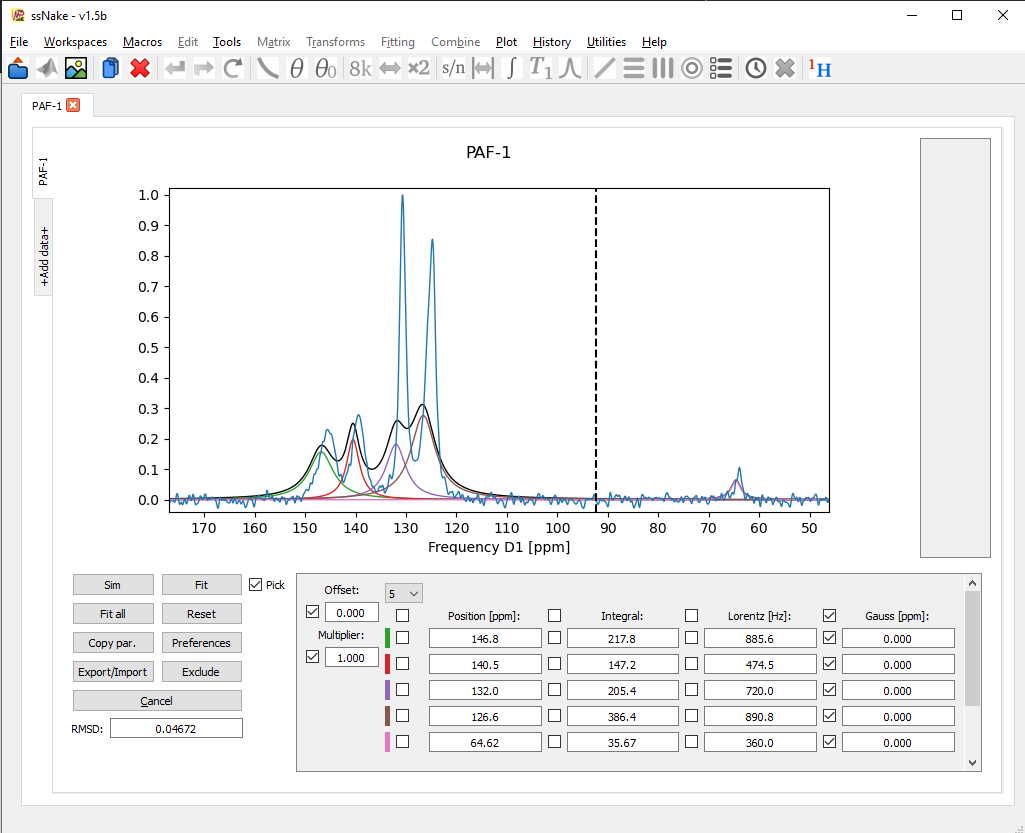 ssNake - v1.5b
File Workspaces Macros Edit Tools Matrix Transforms Fitting Combine Plot History Utilities Help
θ θ0 8k ×2 s/n ∫ T1 1H
PAF-1
PAF-1
+Add data+
PAF-1
1.0
0.9
0.8
0.7
0.6
0.5
0.4
0.3
0.2
0.1
0.0
170 160 150 140 130 120 110 100 90 80 70 60 50
Frequency D1 [ppm]
Sim Fit Pick
Fit all Reset
Copy par. Preferences
Export/Import Exclude
Cancel
RMSD: 0.04672
Offset: 5
0.000
Multiplier:
1.000
Position [ppm]: Integral: Lorentz [Hz]: Gauss [ppm]:
146.8 217.8 885.6 0.000
140.5 147.2 474.5 0.000
132.0 205.4 720.0 0.000
126.6 386.4 890.8 0.000
64.62 35.67 360.0 0.000